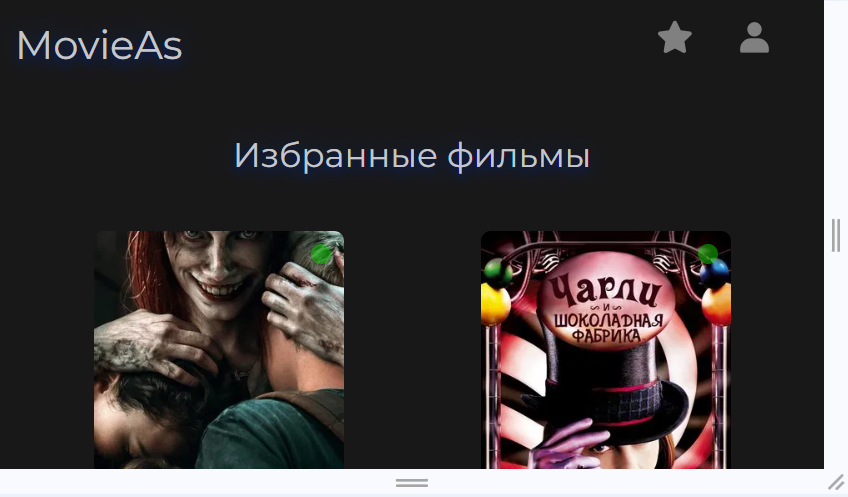 MovieAs
Избранные фильмы
Чарли
и
ШОКОЛАДНАЯ
ФАБРИКА